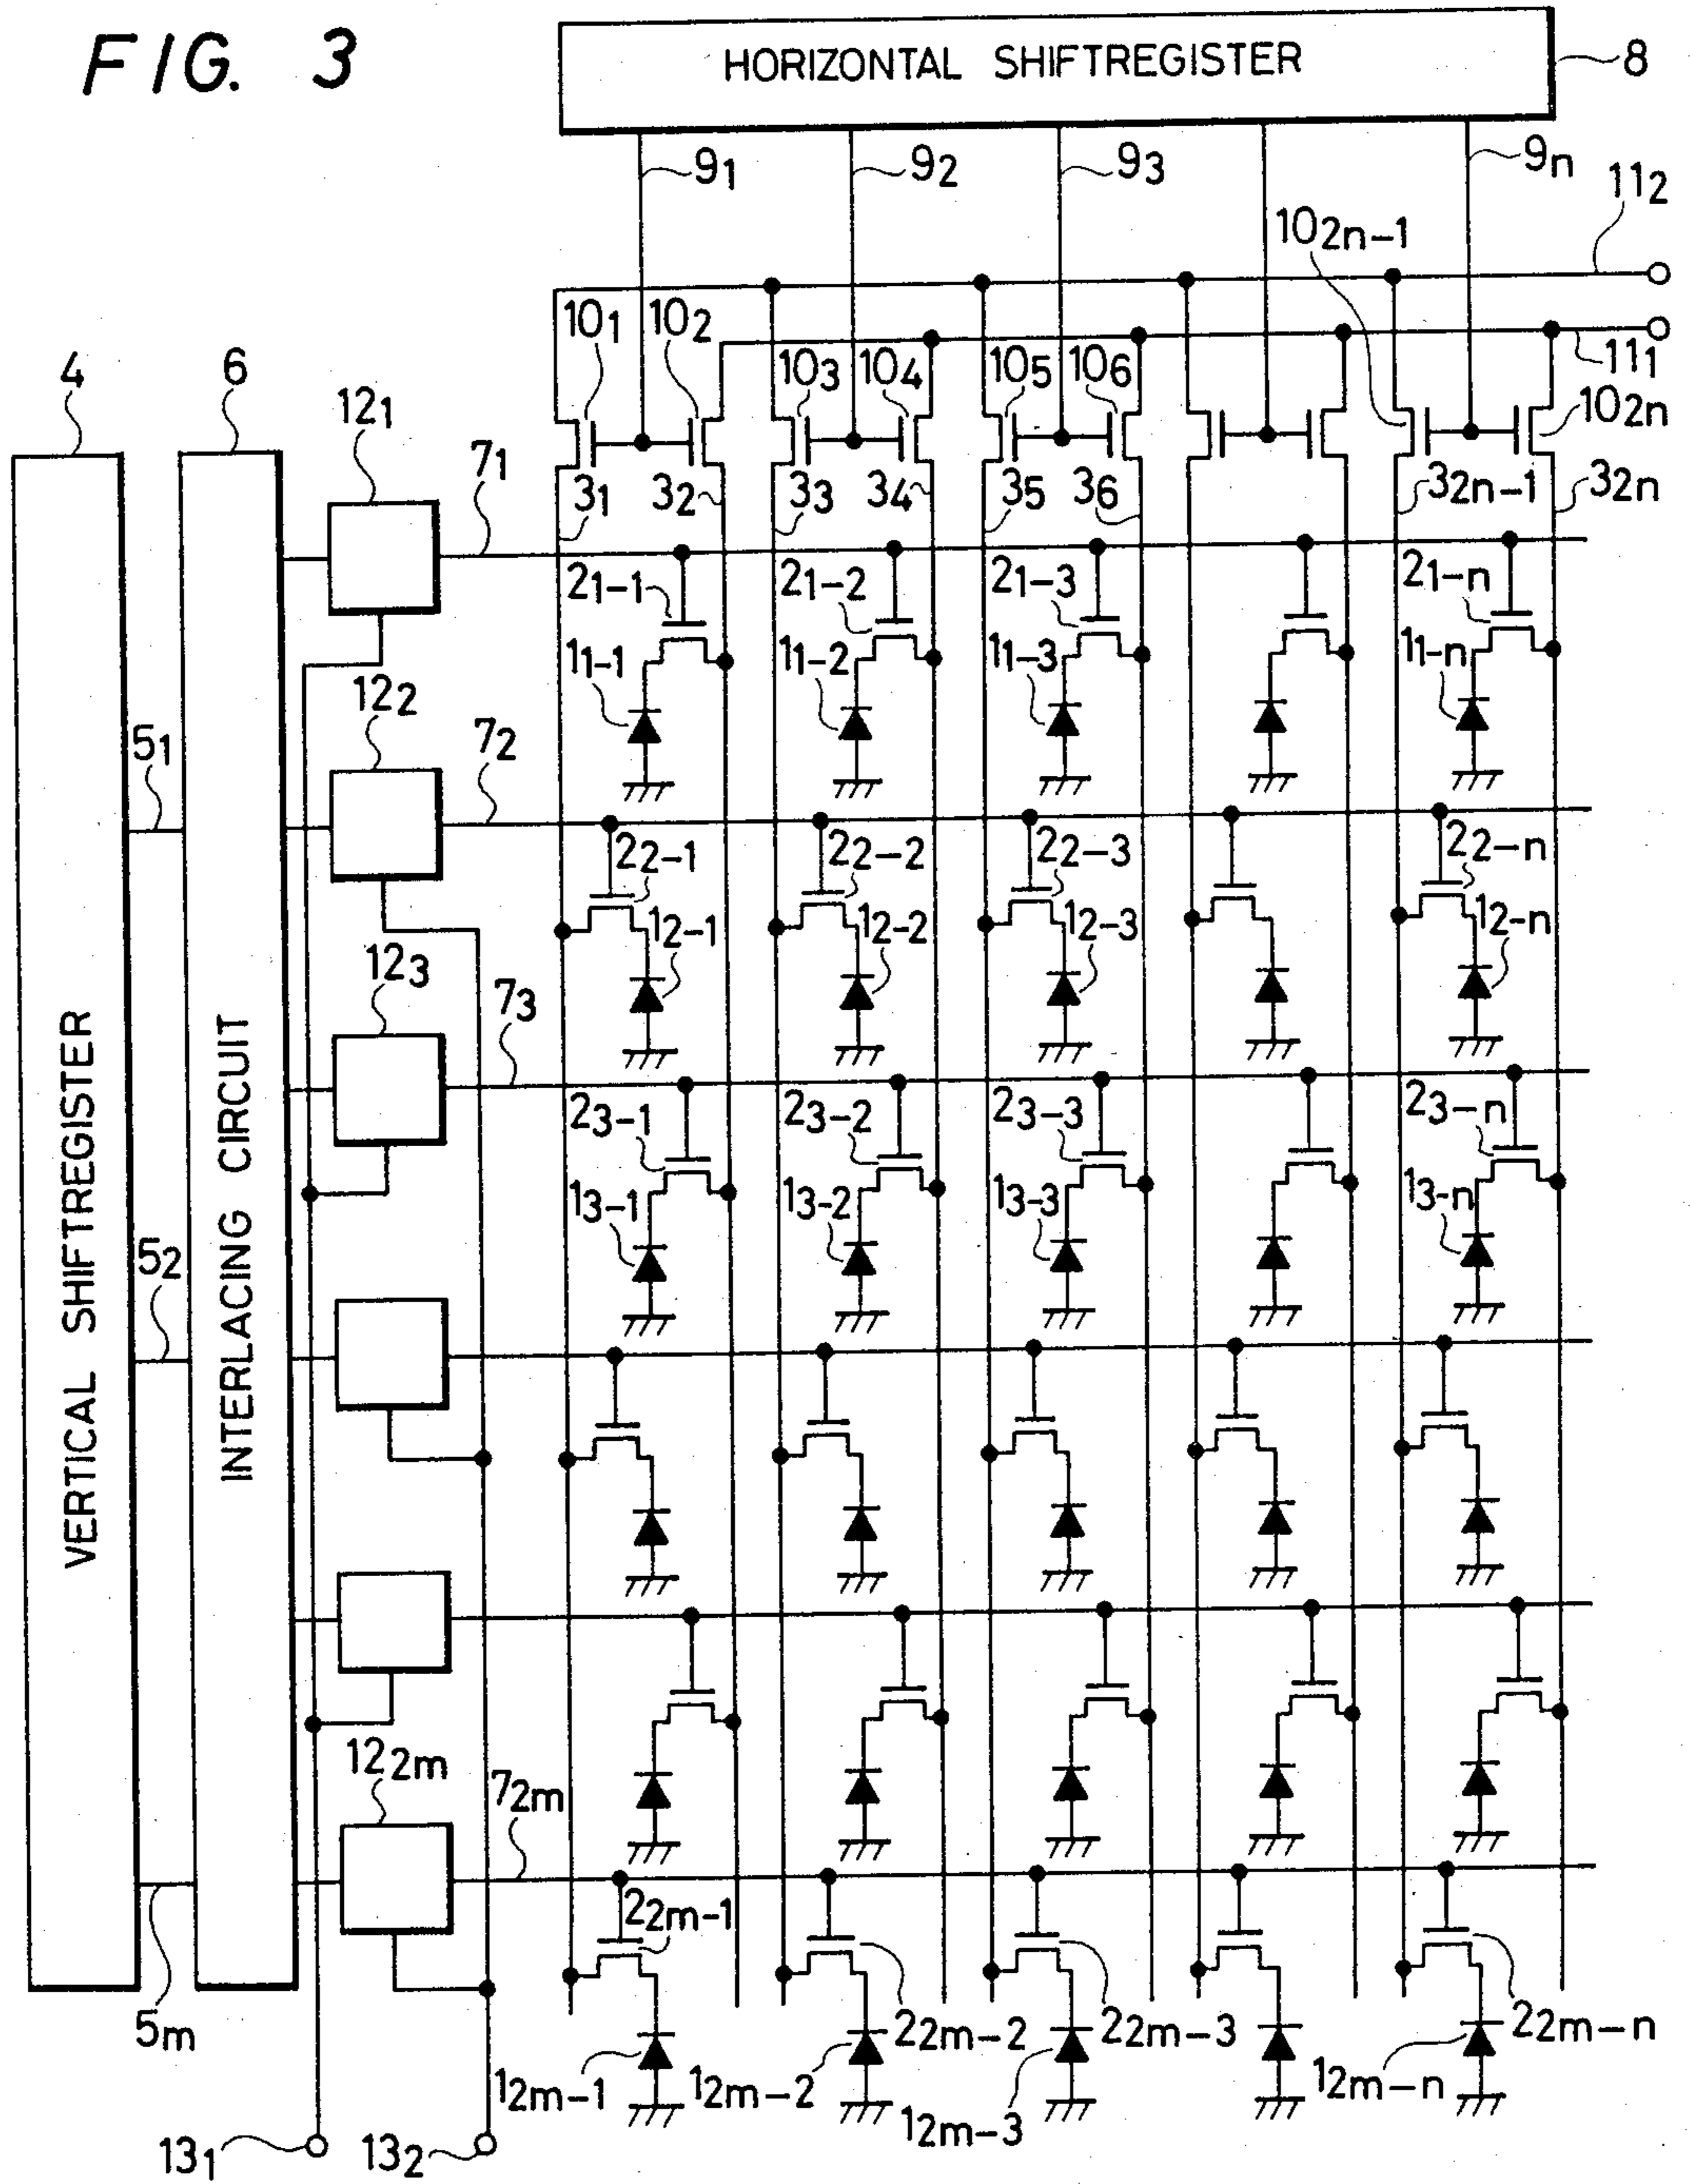 FIG. 3
HORIZONTAL SHIFTREGISTER
8
9₁
9₂
9₃
9n
11₂
10₂n₋₁
10₁
10₂
10₃
10₄
10₅
10₆
11₁
10₂n
4
6
12₁
7₁
3₁
3₂
3₃
3₄
3₅
3₆
3₂n₋₁
3₂n
2₁₋₁
2₁₋₂
2₁₋₃
2₁₋n
1₁₋₁
1₁₋₂
1₁₋₃
1₁₋n
12₂
5₁
7₂
2₂₋₁
2₂₋₂
2₂₋₃
2₂₋n
1₂₋₁
1₂₋₂
1₂₋₃
1₂₋n
12₃
7₃
VERTICAL SHIFTREGISTER
INTERLACING CIRCUIT
2₃₋₁
2₃₋₂
2₃₋₃
2₃₋n
1₃₋₁
1₃₋₂
1₃₋₃
1₃₋n
5₂
12₂m
7₂m
2₂m₋₁
5m
2₂m₋₂
2₂m₋₃
2₂m₋n
1₂m₋₁
1₂m₋₂
1₂m₋₃
1₂m₋n
13₁
13₂